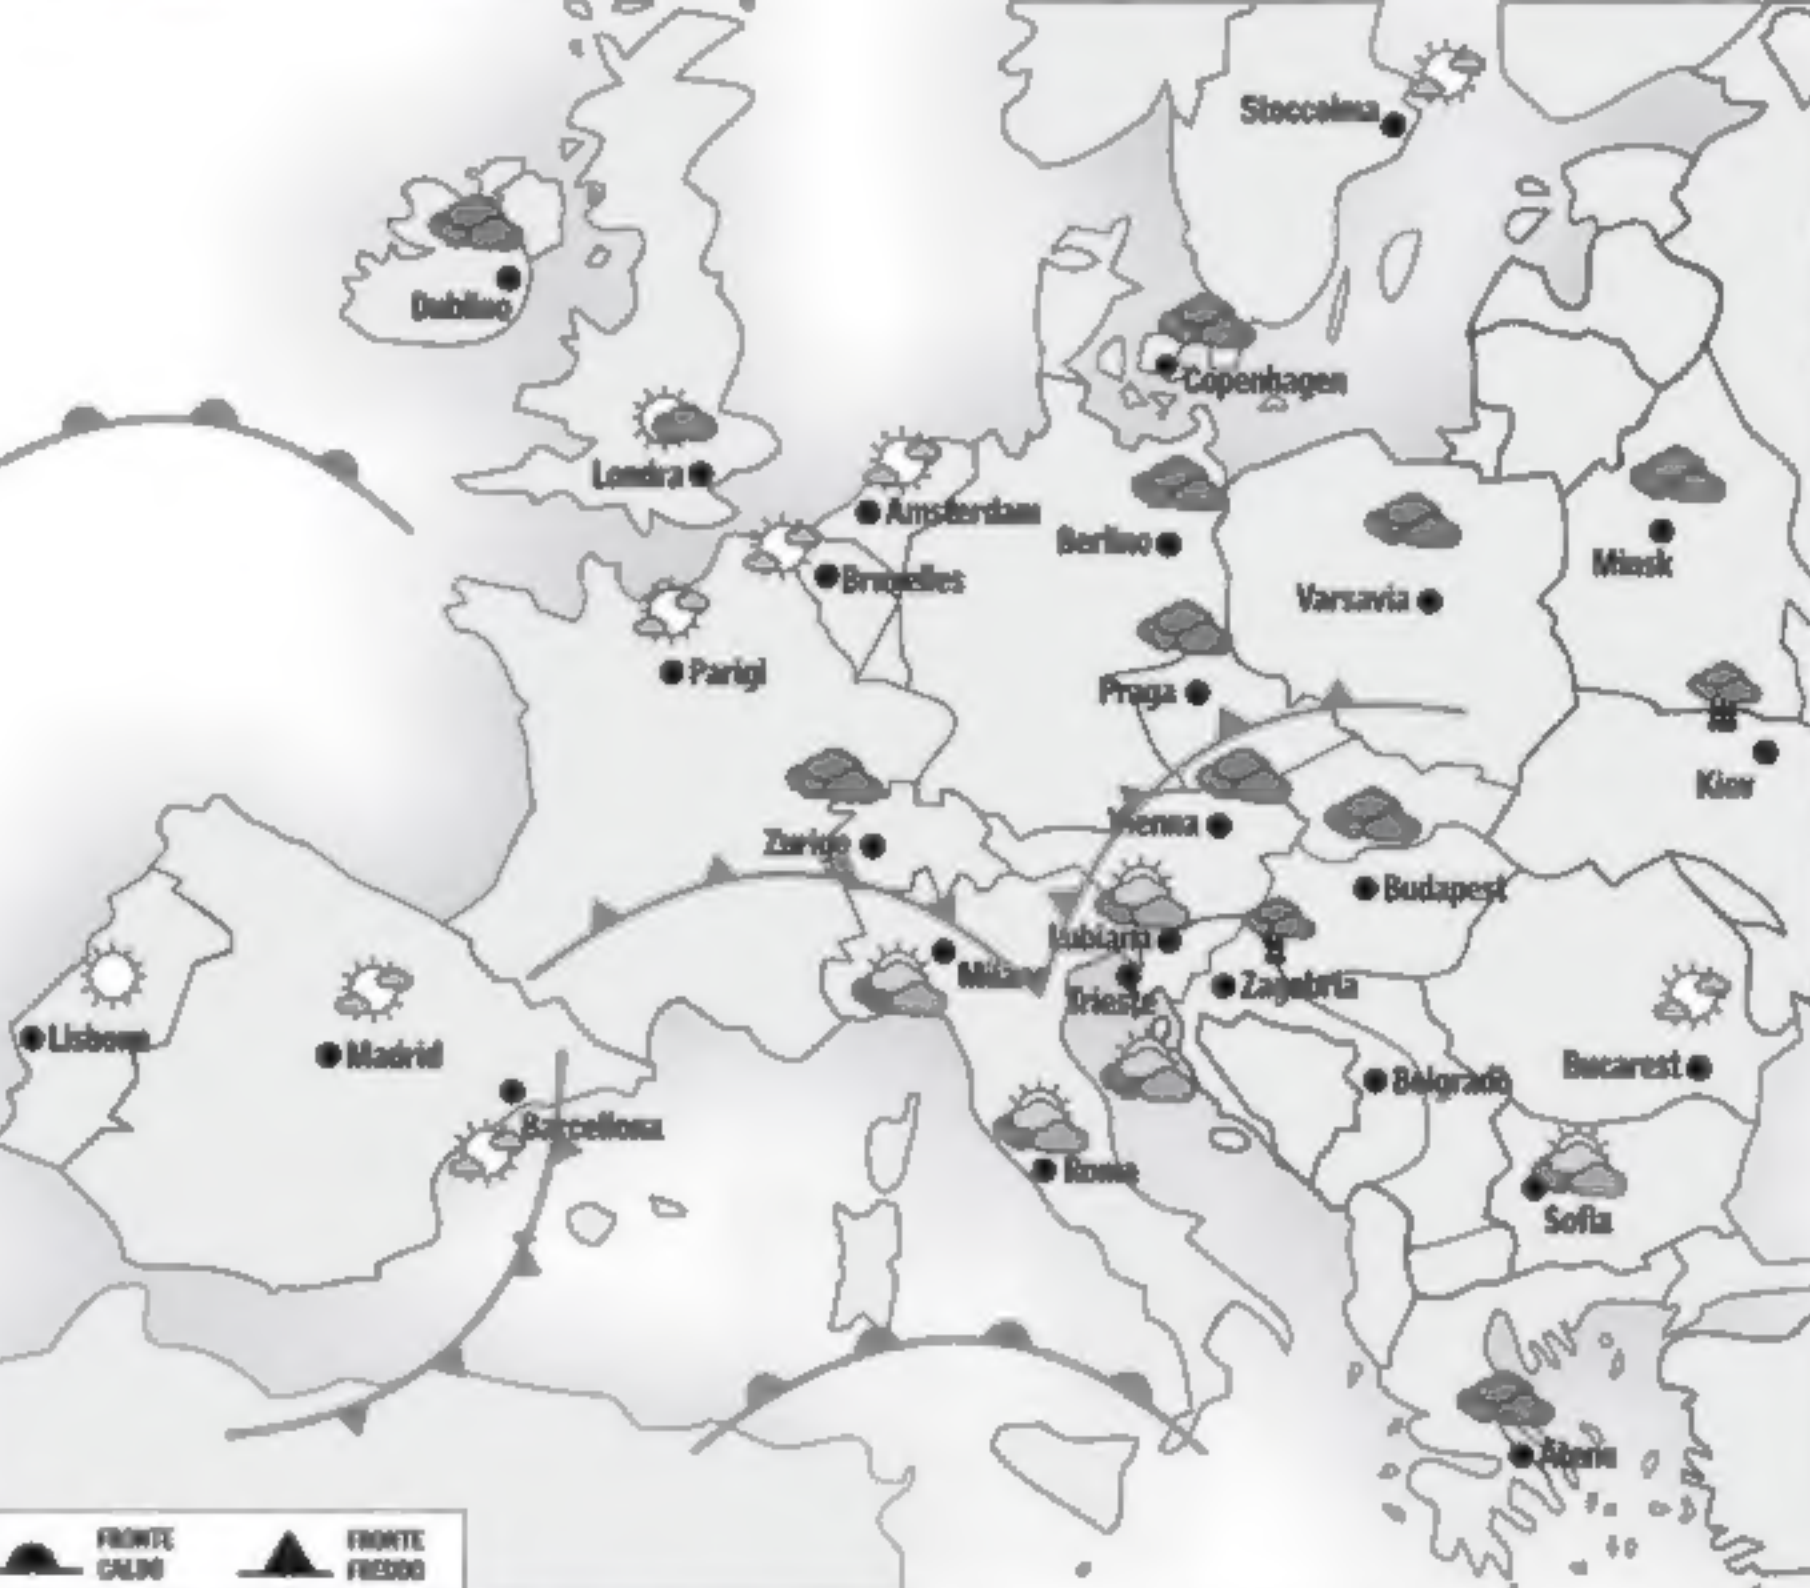 Stoccolma
Dublino
Copenhagen
Londra
Amsterdam
Berlino
Bruxelles
Minsk
Varsavia
Parigi
Praga
Kiev
Vienna
Zurigo
Budapest
Lubiana
Milano
Trieste
Zagabria
Lisbona
Madrid
Belgrado
Bucarest
Barcellona
Roma
Sofia
Atene
FRONTE
CALDO
FRONTE
FREDDO